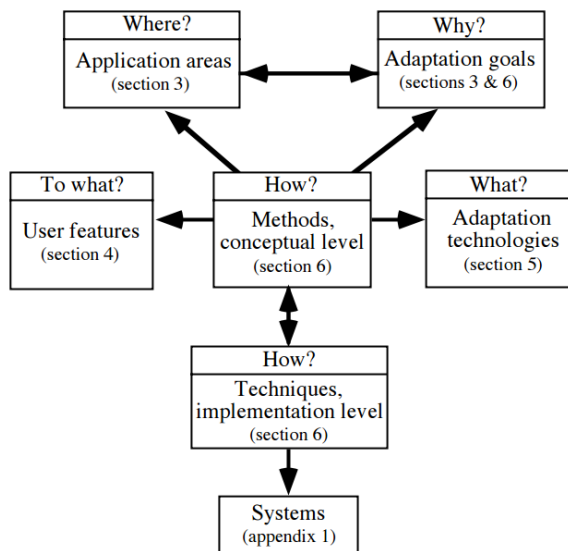 Where?
Application areas
(section 3)
Why?
Adaptation goals
(sections 3 & 6)
To what?
User features
(section 4)
How?
Methods,
conceptual level
(section 6)
What?
Adaptation
technologies
(section 5)
How?
Techniques,
implementation level
(section 6)
Systems
(appendix 1)